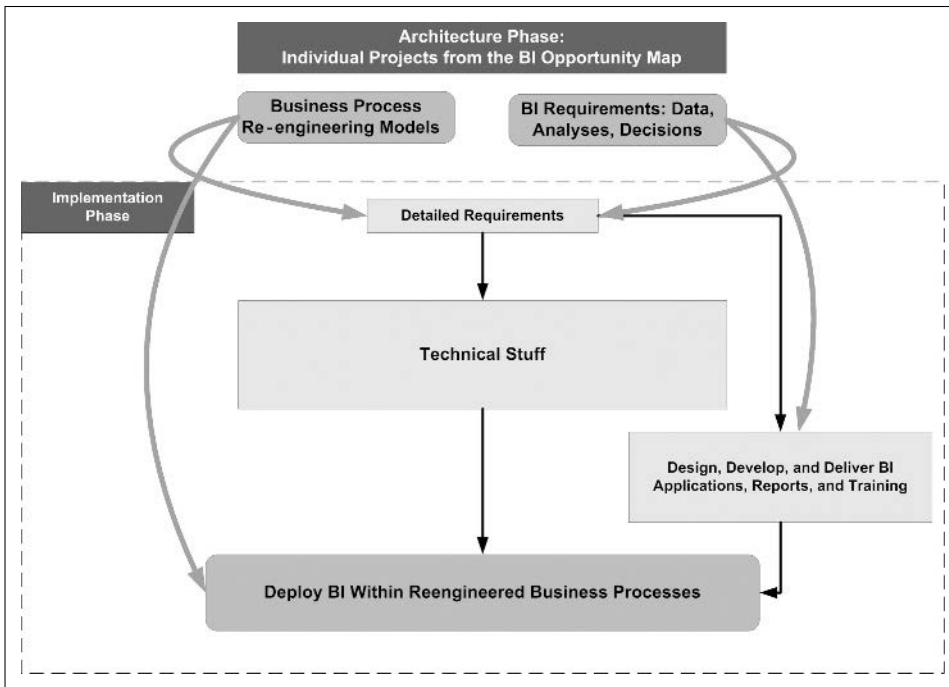 Architecture Phase:
Individual Projects from the BI Opportunity Map
Business Process
Re-engineering Models
BI Requirements: Data,
Analyses, Decisions
Implementation
Phase
Detailed Requirements
Technical Stuff
Design, Develop, and Deliver BI
Applications, Reports, and Training
Deploy BI Within Reengineered Business Processes